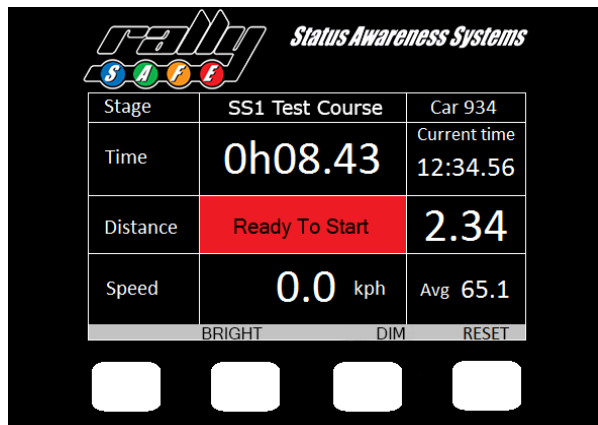 rally
SAFE
Status Awareness Systems
Stage SS1 Test Course Car 934
Time 0h08.43 Current time
12:34.56
Distance Ready To Start 2.34
Speed 0.0 kph Avg 65.1
BRIGHT DIM RESET